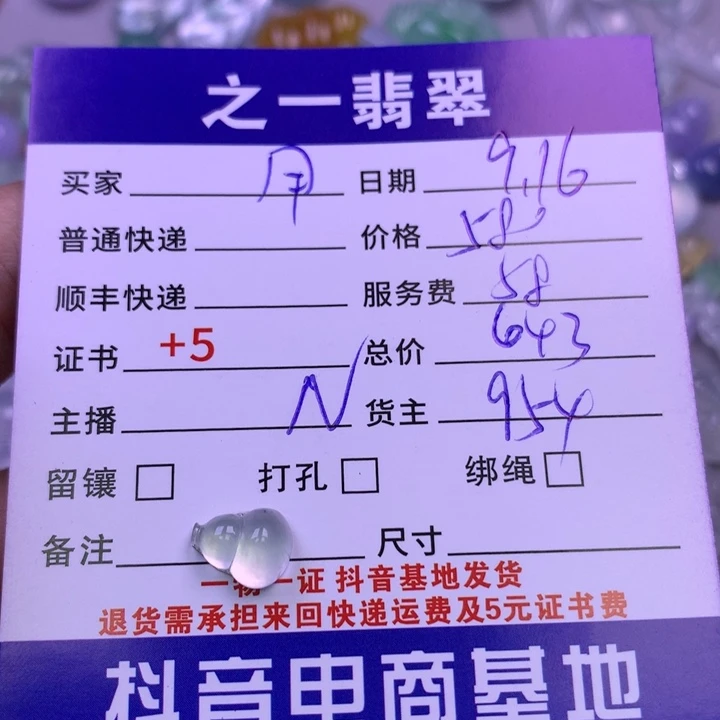 之一翡翠
买家 甲 日期 9.16
普通快递 价格 580
顺丰快递 服务费 58
证书 +5 总价 643
主播 N 货主 954
留镶 打孔 绑绳
备注 尺寸
一物一证 抖音基地发货
退货需承担来回快递运费及5元证书费
抖音电商基地